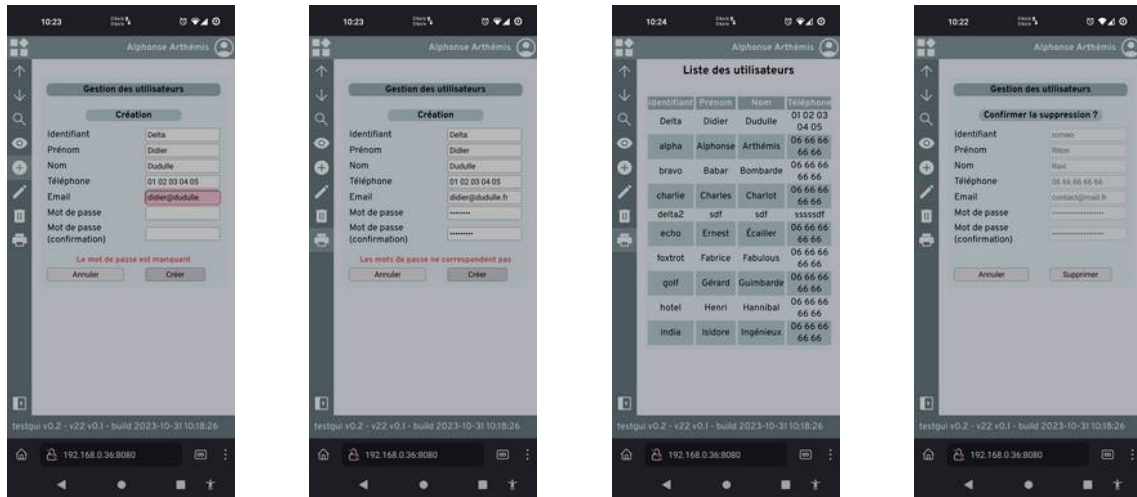 10:23
Alphonse Arthémis
Gestion des utilisateurs
Création
Identifiant Delta
Prénom Didier
Nom Dudulle
Téléphone 01 02 03 04 05
Email didier@dudulle.
Mot de passe
Mot de passe
(confirmation)
Le mot de passe est manquant
Annuler Créer
testgui v0.2 - v22 v0.1 - build 2023-10-31 10:18:26
192.168.0.36:8080
10:23
Alphonse Arthémis
Gestion des utilisateurs
Création
Identifiant Delta
Prénom Didier
Nom Dudulle
Téléphone 01 02 03 04 05
Email didier@dudulle.fr
Mot de passe
Mot de passe
(confirmation)
Les mots de passe ne correspondent pas
Annuler Créer
testgui v0.2 - v22 v0.1 - build 2023-10-31 10:18:26
192.168.0.36:8080
10:24
Alphonse Arthémis
Liste des utilisateurs
Identifiant Prénom Nom Téléphone
Delta Didier Dudulle 01 02 03
04 05
alpha Alphonse Arthémis 06 66 66
66 66
bravo Babar Bombarde 06 66 66
66 66
charlie Charles Charlot 06 66 66
66 66
delta2 sdf sdf sssssdf
echo Ernest Écailler 06 66 66
66 66
foxtrot Fabrice Fabulous 06 66 66
66 66
golf Gérard Guimbarde 06 66 66
66 66
hotel Henri Hannibal 06 66 66
66 66
india Isidore Ingénieux 06 66 66
66 66
testgui v0.2 - v22 v0.1 - build 2023-10-31 10:18:26
192.168.0.36:8080
10:22
Alphonse Arthémis
Gestion des utilisateurs
Confirmer la suppression ?
Identifiant romeo
Prénom
Nom Ravi
Téléphone 06 66 66 66 66
Email contact@mail.fr
Mot de passe
Mot de passe
(confirmation)
Annuler Supprimer
testgui v0.2 - v22 v0.1 - build 2023-10-31 10:18:26
192.168.0.36:8080